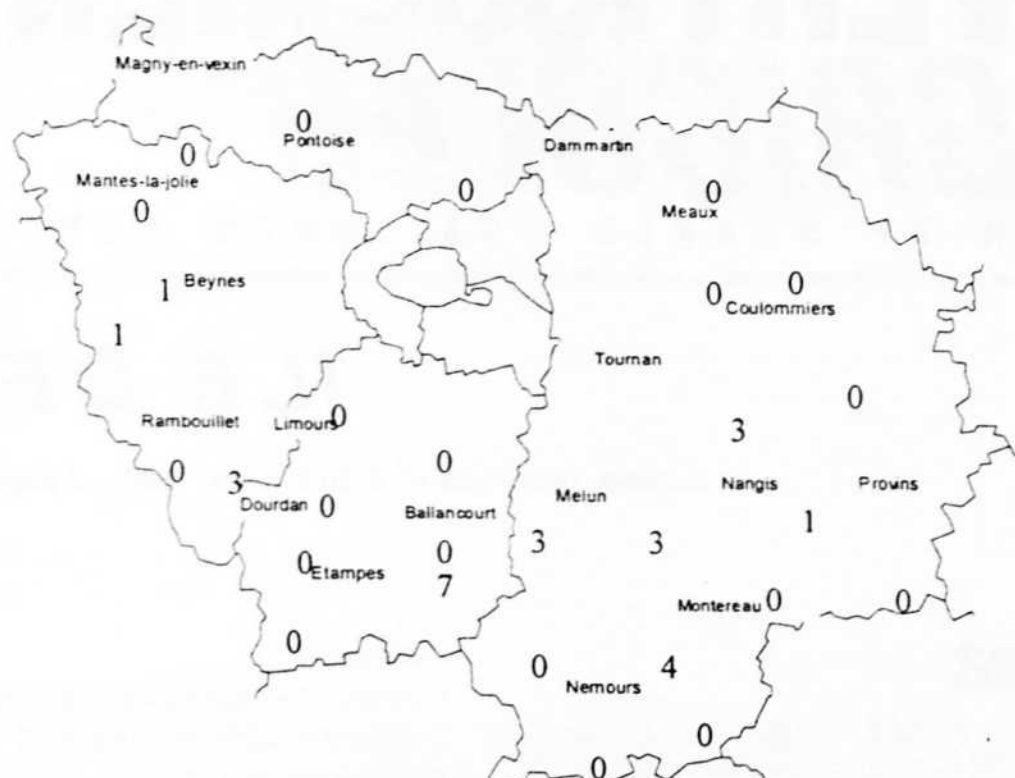 Magny-en-vexin
0
Pontoise
Dammartin
0
Mantes-la-jolie
0
0
Meaux
0
1
Beynes
0
0
Coulommiers
1
Tournan
0
Rambouillet
Limours
0
3
0
0
3
Dourdan
0
Ballancourt
Melun
Nangis
Provins
1
3
3
0
0
Etampes
7
Montereau
0
0
0
0
4
Nemours
0
0